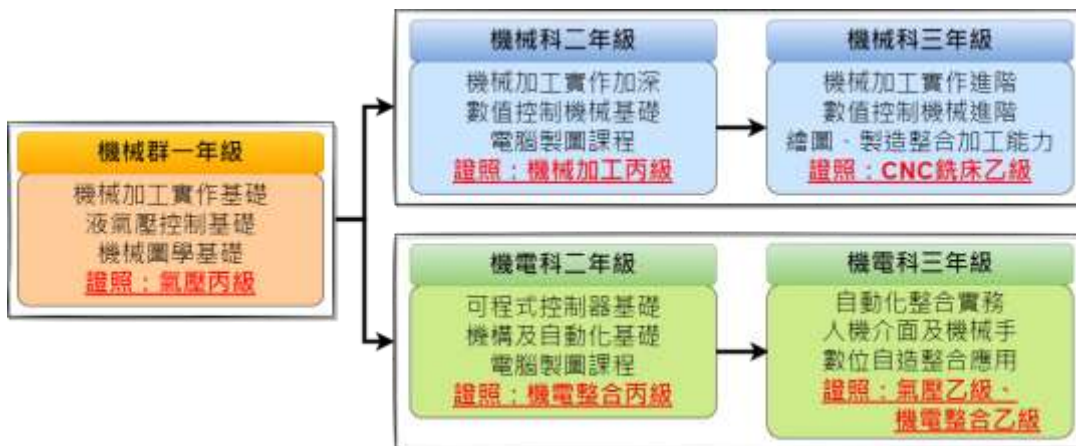 機械群一年級
機械加工實作基礎
液氣壓控制基礎
機械圖學基礎
證照：氣壓丙級
機械科二年級
機械加工實作加深
數值控制機械基礎
電腦製圖課程
證照：機械加工丙級
機械科三年級
機械加工實作進階
數值控制機械進階
繪圖、製造整合加工能力
證照：CNC銑床乙級
機電科二年級
可程式控制器基礎
機構及自動化基礎
電腦製圖課程
證照：機電整合丙級
機電科三年級
自動化整合實務
人機介面及機械手
數位自造整合應用
證照：氣壓乙級、
機電整合乙級